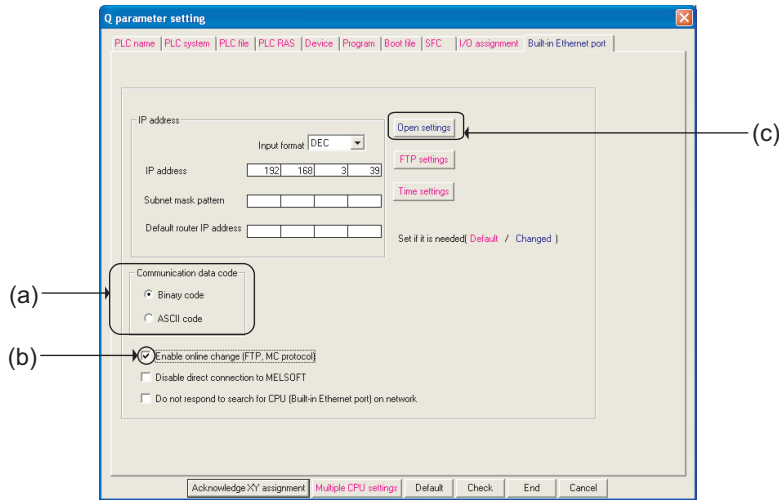 Q parameter setting
PLC name PLC system PLC file PLC RAS Device Program Boot file SFC I/O assignment Built-in Ethernet port
IP address
Input format DEC
IP address 192 168 3 39
Subnet mask pattern
Default router IP address
Open settings
(c)
FTP settings
Time settings
Set if it is needed( Default / Changed )
(a)
Communication data code
Binary code
ASCII code
(b)
Enable online change (FTP, MC protocol)
Disable direct connection to MELSOFT
Do not respond to search for CPU (Built-in Ethernet port) on network
Acknowledge XY assignment Multiple CPU settings Default Check End Cancel